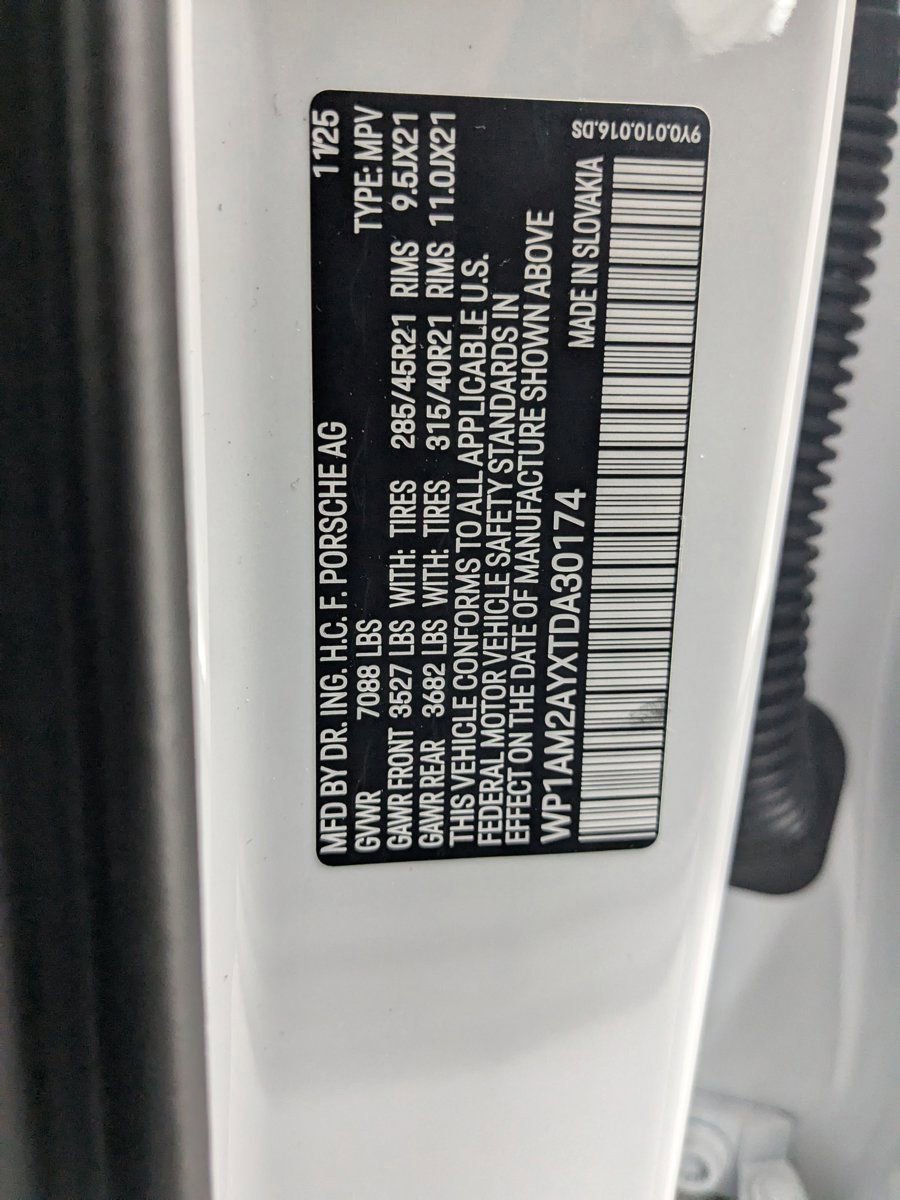 MFD BY DR. ING. H.C. F. PORSCHE AG 11/25
GVWR 7088 LBS TYPE: MPV
GAWR FRONT 3527 LBS WITH: TIRES 285/45R21 RIMS 9.5JX21
GAWR REAR 3682 LBS WITH: TIRES 315/40R21 RIMS 11.0JX21
THIS VEHICLE CONFORMS TO ALL APPLICABLE U.S.
FEDERAL MOTOR VEHICLE SAFETY STANDARDS IN
EFFECT ON THE DATE OF MANUFACTURE SHOWN ABOVE
WP1AM2AYXTDA30174 MADE IN SLOVAKIA
9Y0.010.016.DS